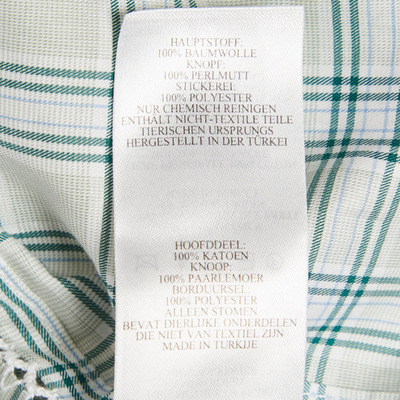 HAUPTSTOFF:
100% BAUMWOLLE
KNOPF:
100% PERLMUTT
STICKEREI:
100% POLYESTER
NUR CHEMISCH REINIGEN
ENTHÄLT NICHT-TEXTILE TEILE
TIERISCHEN URSPRUNGS
HERGESTELLT IN DER TÜRKEI
HOOFDDEEL:
100% KATOEN
KNOOP:
100% PAARLEMOER
BORDUURSEL:
100% POLYESTER
ALLEEN STOMEN
BEVAT DIERLIJKE ONDERDELEN
DIE NIET VAN TEXTIEL ZIJN
MADE IN TURKIJE